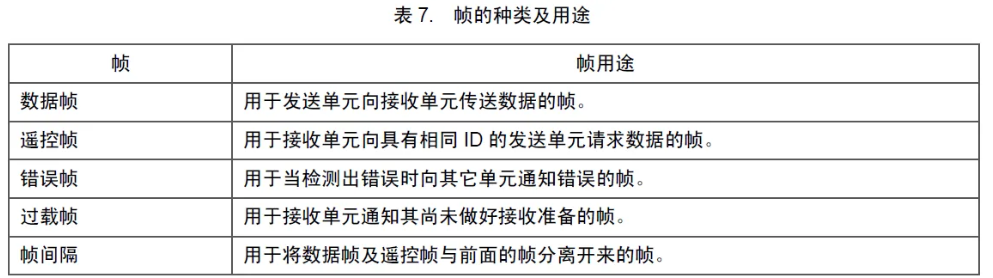 表 7. 帧的种类及用途
帧 帧用途
数据帧 用于发送单元向接收单元传送数据的帧。
遥控帧 用于接收单元向具有相同 ID 的发送单元请求数据的帧。
错误帧 用于当检测出错误时向其它单元通知错误的帧。
过载帧 用于接收单元通知其尚未做好接收准备的帧。
帧间隔 用于将数据帧及遥控帧与前面的帧分离开来的帧。